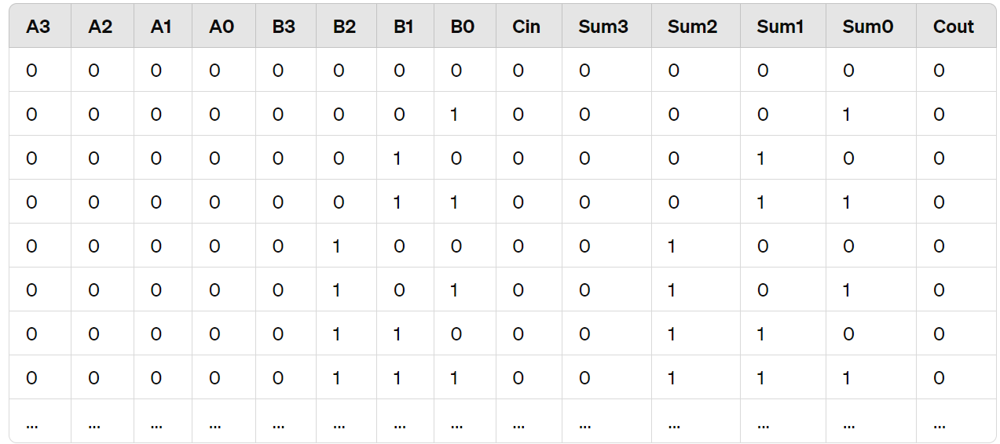 A3 A2 A1 A0 B3 B2 B1 B0 Cin Sum3 Sum2 Sum1 Sum0 Cout
0 0 0 0 0 0 0 0 0 0 0 0 0 0
0 0 0 0 0 0 0 1 0 0 0 0 1 0
0 0 0 0 0 0 1 0 0 0 0 1 0 0
0 0 0 0 0 0 1 1 0 0 0 1 1 0
0 0 0 0 0 1 0 0 0 0 1 0 0 0
0 0 0 0 0 1 0 1 0 0 1 0 1 0
0 0 0 0 0 1 1 0 0 0 1 1 0 0
0 0 0 0 0 1 1 1 0 0 1 1 1 0
... ... ... ... ... ... ... ... ... ... ... ... ... ...